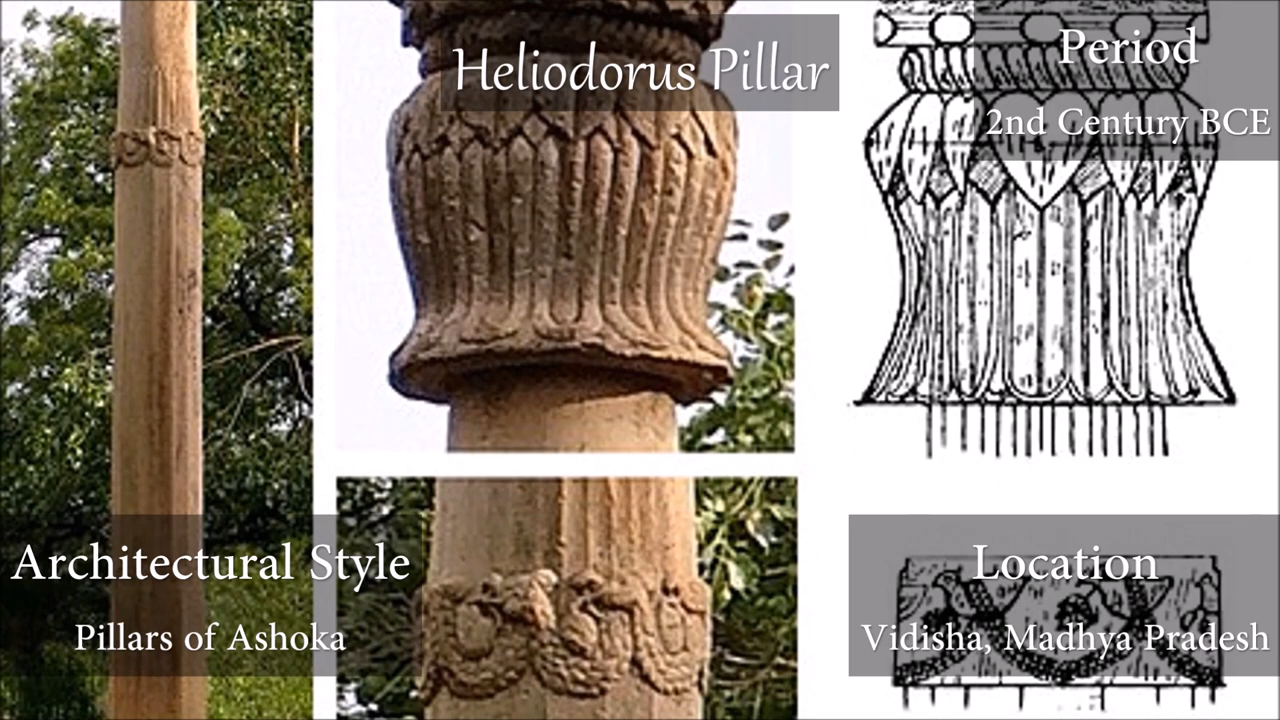 Heliodorus Pillar
Period
2nd Century BCE
Architectural Style
Pillars of Ashoka
Location
Vidisha, Madhya Pradesh